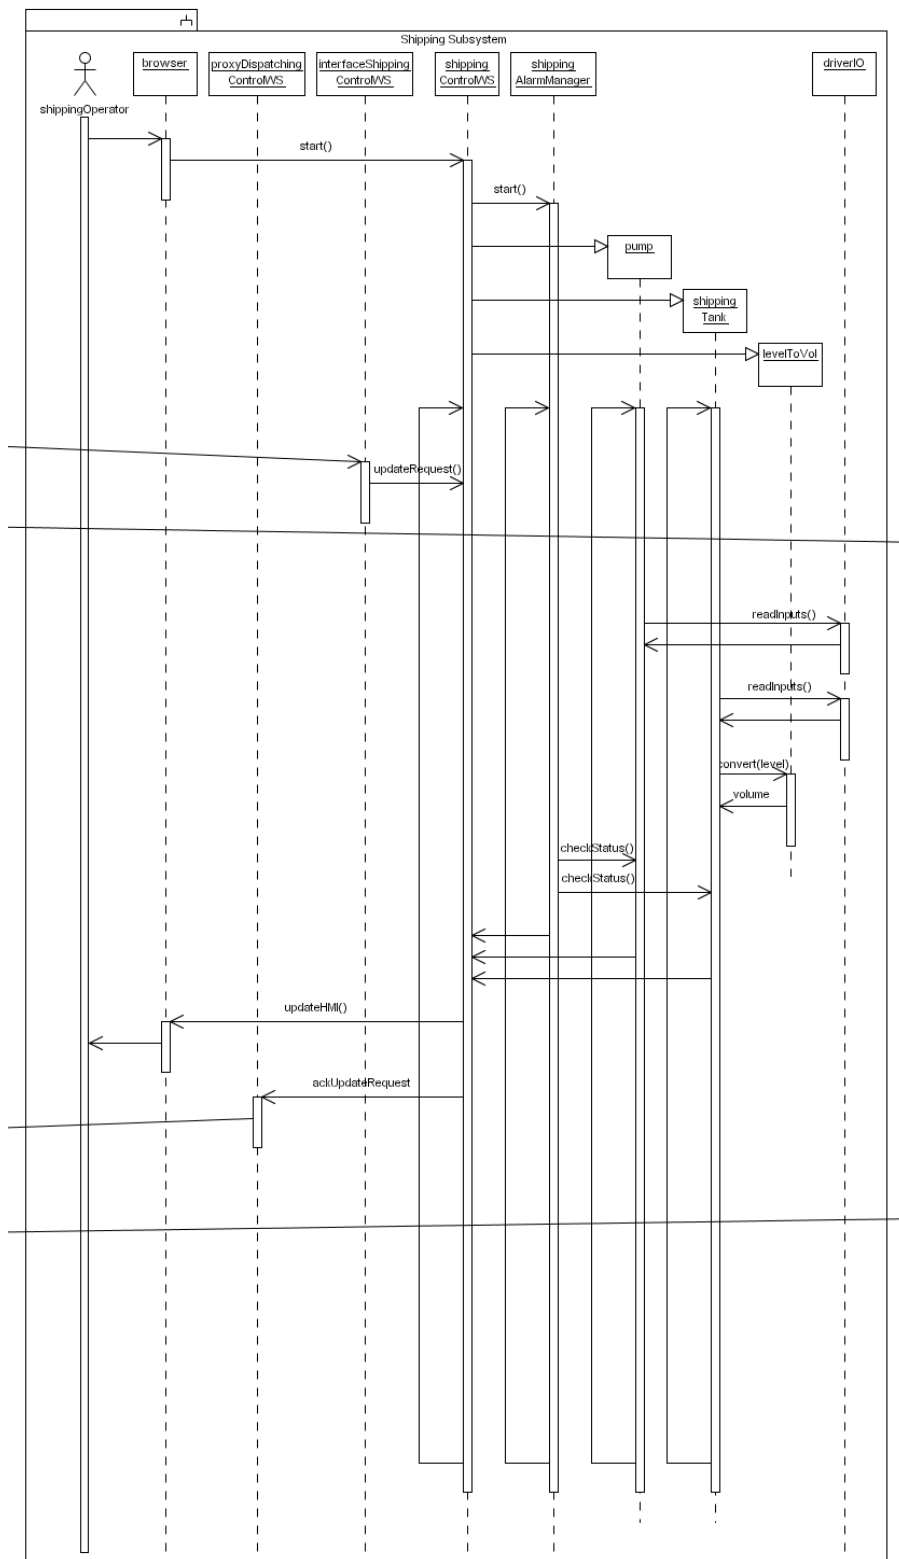 Shipping Subsystem
shippingOperator
browser
proxyDispatching
ControlWS
interfaceShipping
ControlWS
shipping
ControlWS
shipping
AlarmManager
driverIO
start()
start()
pump
shipping
Tank
levelToVol
updateRequest()
readInputs()
readInputs()
convert(level)
volume
checkStatus()
checkStatus()
updateHMI()
ackUpdateRequest